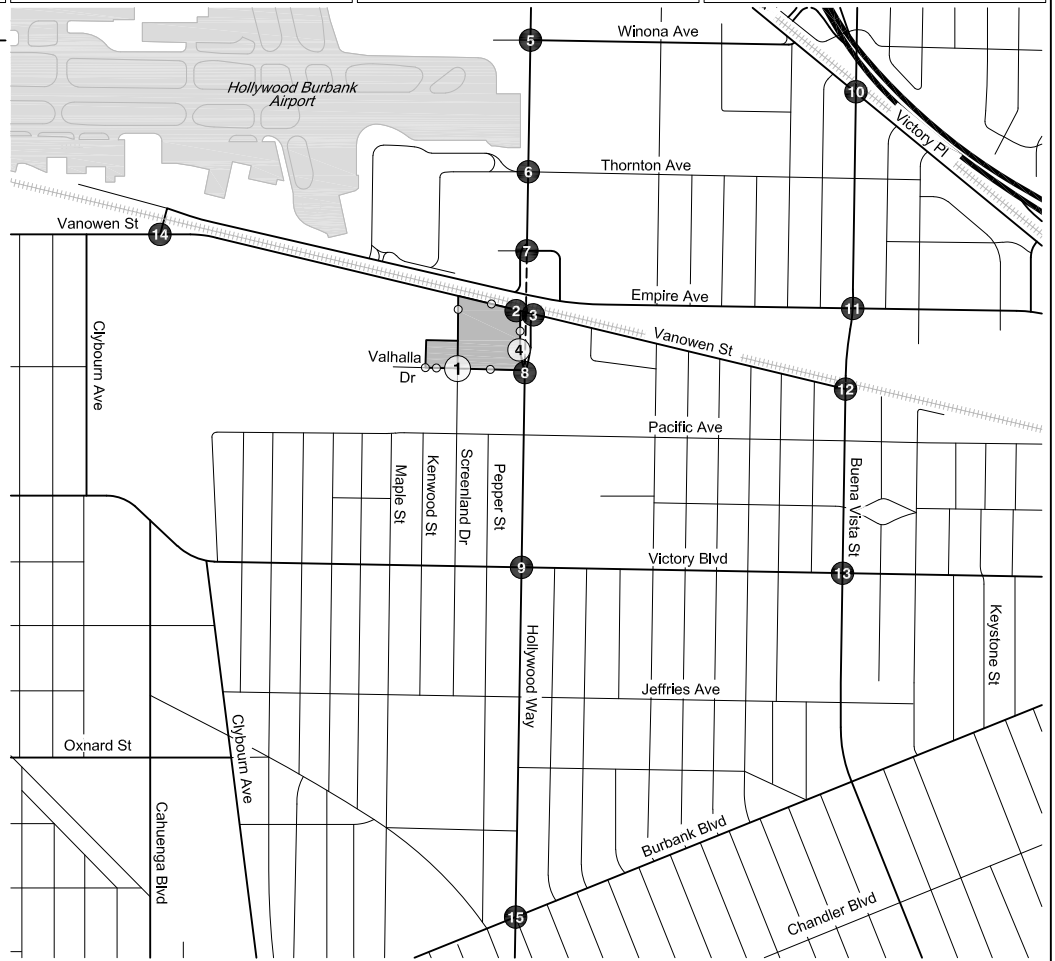 5
Winona Ave
Hollywood Burbank
Airport
10
Victory Pl
6
Thornton Ave
Vanowen St
14
7
Empire Ave
2
3
11
Vanowen St
Clybourn Ave
4
Valhalla
Dr
1
8
12
Pacific Ave
Maple St
Kenwood St
Screenland Dr
Pepper St
Buena Vista St
9
Victory Blvd
13
Hollywood Way
Keystone St
Jeffries Ave
Clybourn Ave
Oxnard St
Cahuenga Blvd
Burbank Blvd
15
Chandler Blvd